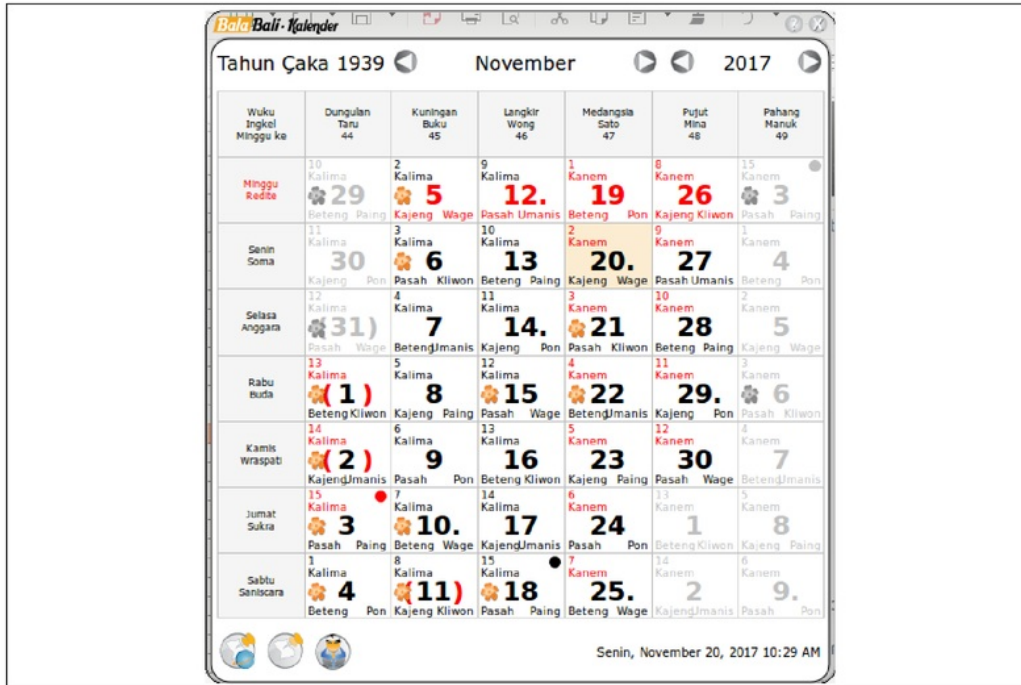 Bala Bali - Kalender
Tahun Çaka 1939 November 2017
Wuku Dungulan Kuningan Langkir Medangsia Pujut Pahang
Ingkel Taru Buku Wong Sato Mina Manuk
Minggu ke 44 45 46 47 48 49
10 2 9 1 8 15
Minggu Kalima Kalima Kalima Kanem Kanem Kanem
Redite 29 5 12. 19 26 3
Beteng Paing Kajeng Wage Pasah Umanis Beteng Pon Kajeng Kliwon Pasah Paing
11 3 10 2 9 1
Senin Kalima Kalima Kalima Kanem Kanem Kanem
Soma 30 6 13 20. 27 4
Kajeng Pon Pasah Kliwon Beteng Paing Kajeng Wage Pasah Umanis Beteng Pon
12 4 11 3 10 2
Selasa Kalima Kalima Kalima Kanem Kanem Kanem
Anggara (31) 7 14. 21 28 5
Pasah Wage Beteng Umanis Kajeng Pon Pasah Kliwon Beteng Paing Kajeng Wage
13 5 12 4 11 3
Rabu Kalima Kalima Kalima Kanem Kanem Kanem
Buda (1) 8 15 22 29. 6
Beteng Kliwon Kajeng Paing Pasah Wage Beteng Umanis Kajeng Pon Pasah Kliwon
14 6 13 5 12 4
Kamis Kalima Kalima Kalima Kanem Kanem Kanem
Wraspati (2) 9 16 23 30 7
Kajeng Umanis Pasah Pon Beteng Kliwon Kajeng Paing Pasah Wage Beteng Umanis
15 7 14 6 13 5
Jumat Kalima Kalima Kalima Kanem Kanem Kanem
Sukra 3 10. 17 24 1 8
Pasah Paing Beteng Wage Kajeng Umanis Pasah Pon Beteng Kliwon Kajeng Paing
1 8 15 7 14 6
Sabtu Kalima Kalima Kalima Kanem Kanem Kanem
Saniscara 4 (11) 18 25. 2 9.
Beteng Pon Kajeng Kliwon Pasah Paing Beteng Wage Kajeng Umanis Pasah Pon
Senin, November 20, 2017 10:29 AM